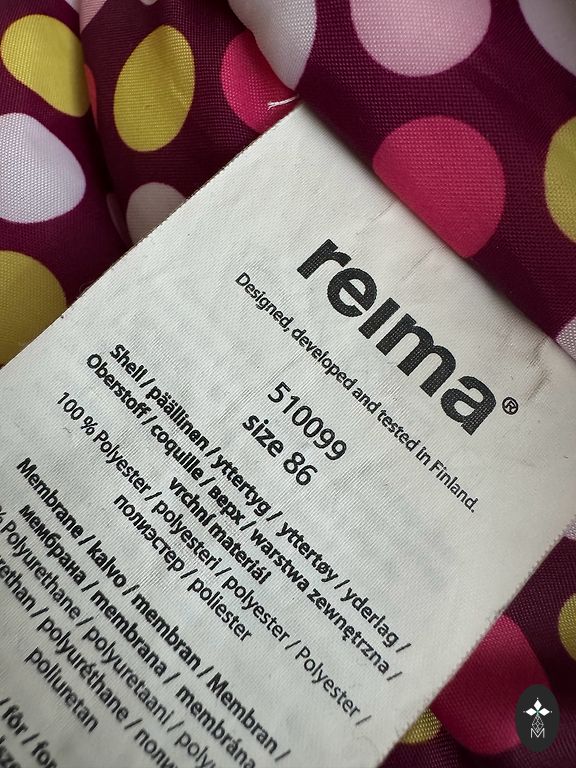 reima®
Designed, developed and tested in Finland.
510099
size 86
Shell / päällinen / yttertyg / yttertøy / yderlag /
Oberstoff / coquille / верх / warstwa zewnętrzna /
vrchní materiál
100 % Polyester / polyesteri / polyester / Polyester /
полиэстер / poliester
Membrane / kalvo / membran / Membran /
мембрана / membrana / membrána
% Polyurethane / polyuretaani /
/ polyuréthane /
poliuretan
/ fôr / for